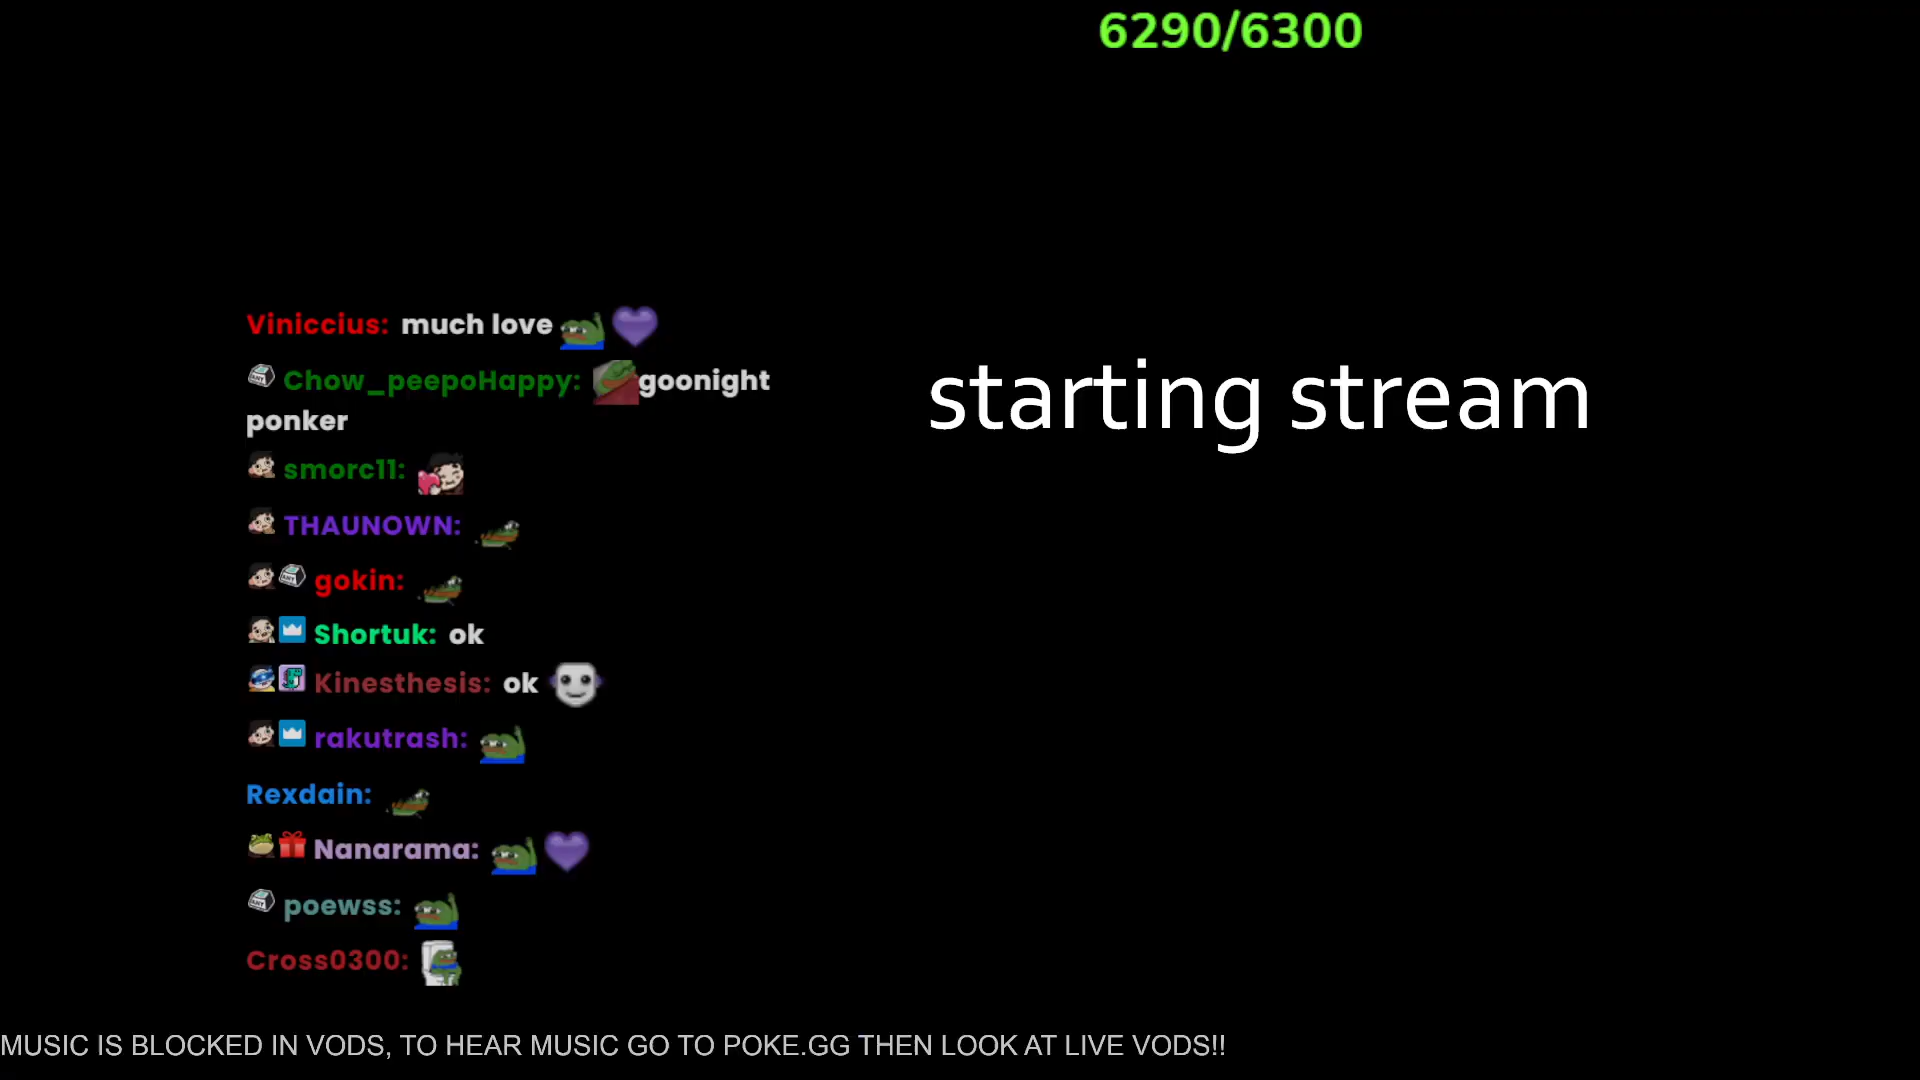 6290/6300
Viniccius: much love
Chow_peepoHappy: goonight
ponker
starting stream
smorc11:
THAUNOWN:
gokin:
Shortuk: ok
Kinesthesis: ok
rakutrash:
Rexdain:
Nanarama:
poewss:
Cross0300:
MUSIC IS BLOCKED IN VODS, TO HEAR MUSIC GO TO POKE.GG THEN LOOK AT LIVE VODS!!